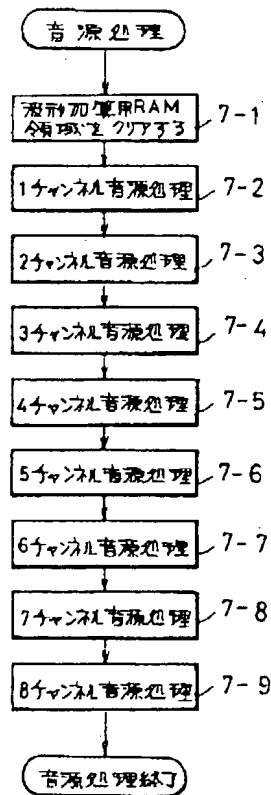 音源処理
波形加算用RAM
領域をクリアする
7-1
1チャンネル音源処理
7-2
2チャンネル音源処理
7-3
3チャンネル音源処理
7-4
4チャンネル音源処理
7-5
5チャンネル音源処理
7-6
6チャンネル音源処理
7-7
7チャンネル音源処理
7-8
8チャンネル音源処理
7-9
音源処理終了